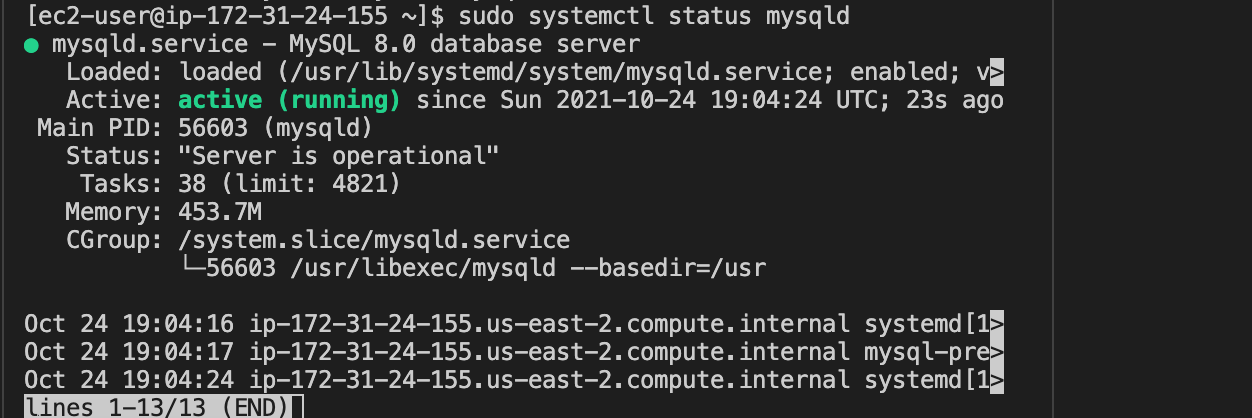 [ec2-user@ip-172-31-24-155 ~]$ sudo systemctl status mysqld
● mysqld.service - MySQL 8.0 database server
   Loaded: loaded (/usr/lib/systemd/system/mysqld.service; enabled; v>
   Active: active (running) since Sun 2021-10-24 19:04:24 UTC; 23s ago
 Main PID: 56603 (mysqld)
   Status: "Server is operational"
    Tasks: 38 (limit: 4821)
   Memory: 453.7M
   CGroup: /system.slice/mysqld.service
           └─56603 /usr/libexec/mysqld --basedir=/usr

Oct 24 19:04:16 ip-172-31-24-155.us-east-2.compute.internal systemd[1>
Oct 24 19:04:17 ip-172-31-24-155.us-east-2.compute.internal mysql-pre>
Oct 24 19:04:24 ip-172-31-24-155.us-east-2.compute.internal systemd[1>
lines 1-13/13 (END)